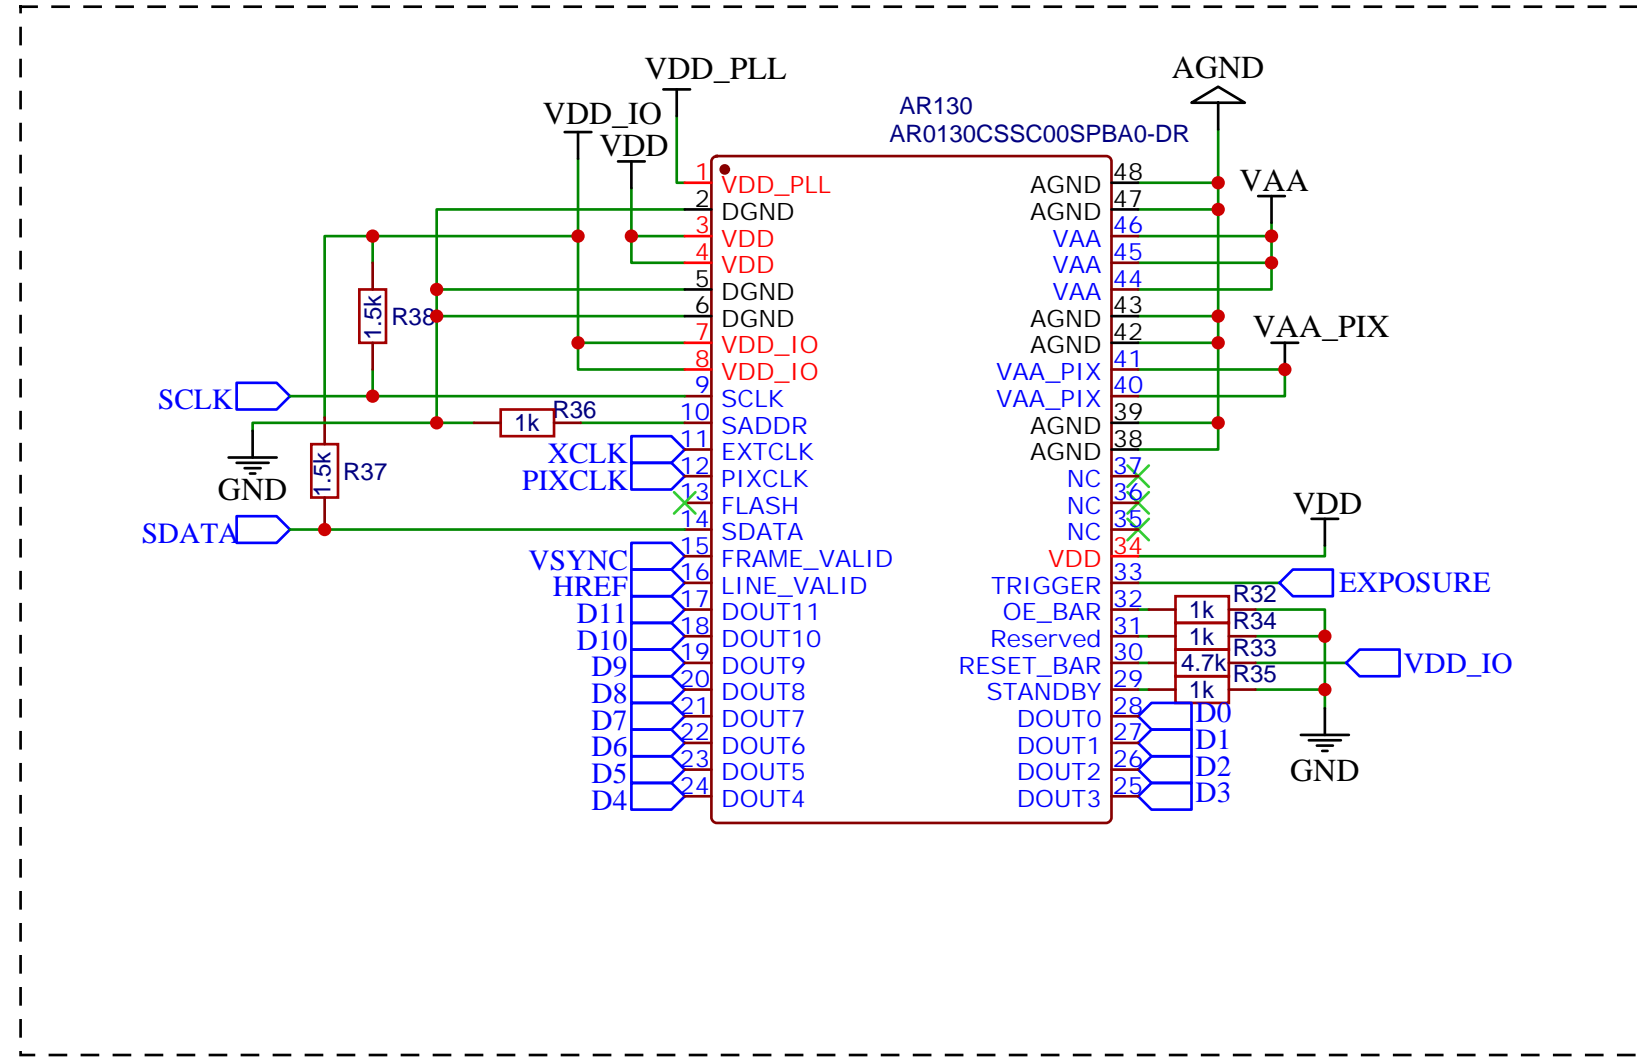 VDD_PLL
AGND
VDD_IO
AR130
VDD
AR0130CSSC00SPBA0-DR
1 VDD_PLL AGND 48
VAA
2 DGND AGND 47
3 VDD VAA 46
4 VDD VAA 45
5 DGND VAA 44
1.5k R38
6 DGND AGND 43
VAA_PIX
7 VDD_IO AGND 42
8 VDD_IO VAA_PIX 41
SCLK 9 SCLK VAA_PIX 40
1k R36 10 SADDR AGND 39
XCLK 11 EXTCLK AGND 38
1.5k R37
PIXCLK 12 PIXCLK NC 37
GND
13 FLASH NC 36
VDD
SDATA 14 SDATA NC 35
VSYNC 15 FRAME_VALID VDD 34
HREF 16 LINE_VALID TRIGGER 33 EXPOSURE
D11 17 DOUT11 OE_BAR 32 1k R32
D10 18 DOUT10 Reserved 31 1k R34
D9 19 DOUT9 RESET_BAR 30 4.7k R33 VDD_IO
D8 20 DOUT8 STANDBY 29 1k R35
D7 21 DOUT7 DOUT0 28 D0
D6 22 DOUT6 DOUT1 27 D1
D5 23 DOUT5 DOUT2 26 D2
GND
D4 24 DOUT4 DOUT3 25 D3